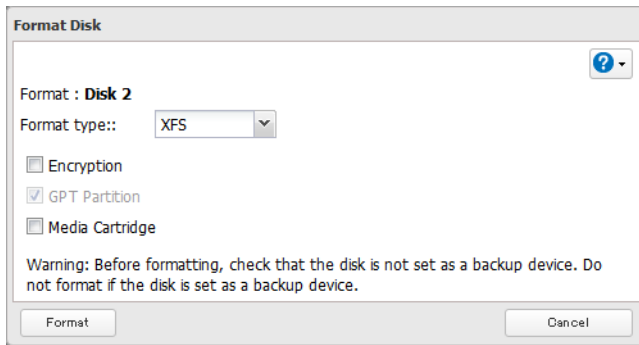 Format Disk
?
Format : Disk 2
Format type:: XFS
Encryption
GPT Partition
Media Cartridge
Warning: Before formatting, check that the disk is not set as a backup device. Do
not format if the disk is set as a backup device.
Format Cancel